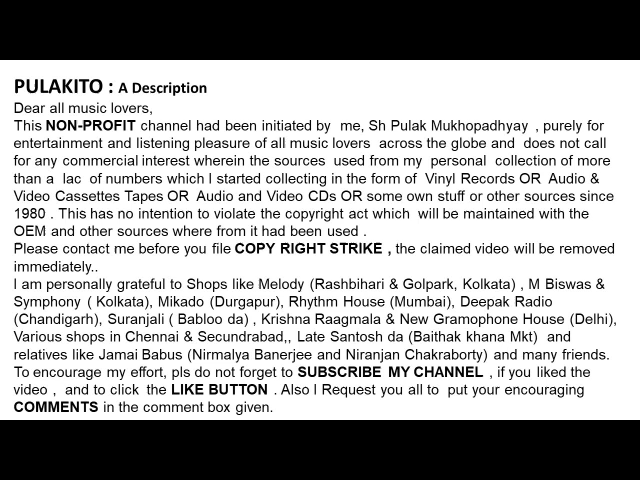 PULAKITO : A Description
Dear all music lovers,
This NON-PROFIT channel had been initiated by me, Sh Pulak Mukhopadhyay , purely for
entertainment and listening pleasure of all music lovers across the globe and does not call
for any commercial interest wherein the sources used from my personal collection of more
than a lac of numbers which I started collecting in the form of Vinyl Records OR Audio &
Video Cassettes Tapes OR Audio and Video CDs OR some own stuff or other sources since
1980 . This has no intention to violate the copyright act which will be maintained with the
OEM and other sources where from it had been used .
Please contact me before you file COPY RIGHT STRIKE , the claimed video will be removed
immediately..
I am personally grateful to Shops like Melody (Rashbihari & Golpark, Kolkata) , M Biswas &
Symphony ( Kolkata), Mikado (Durgapur), Rhythm House (Mumbai), Deepak Radio
(Chandigarh), Suranjali ( Babloo da) , Krishna Raagmala & New Gramophone House (Delhi),
Various shops in Chennai & Secundrabad,, Late Santosh da (Baithak khana Mkt) and
relatives like Jamai Babus (Nirmalya Banerjee and Niranjan Chakraborty) and many friends.
To encourage my effort, pls do not forget to SUBSCRIBE MY CHANNEL , if you liked the
video , and to click the LIKE BUTTON . Also I Request you all to put your encouraging
COMMENTS in the comment box given.